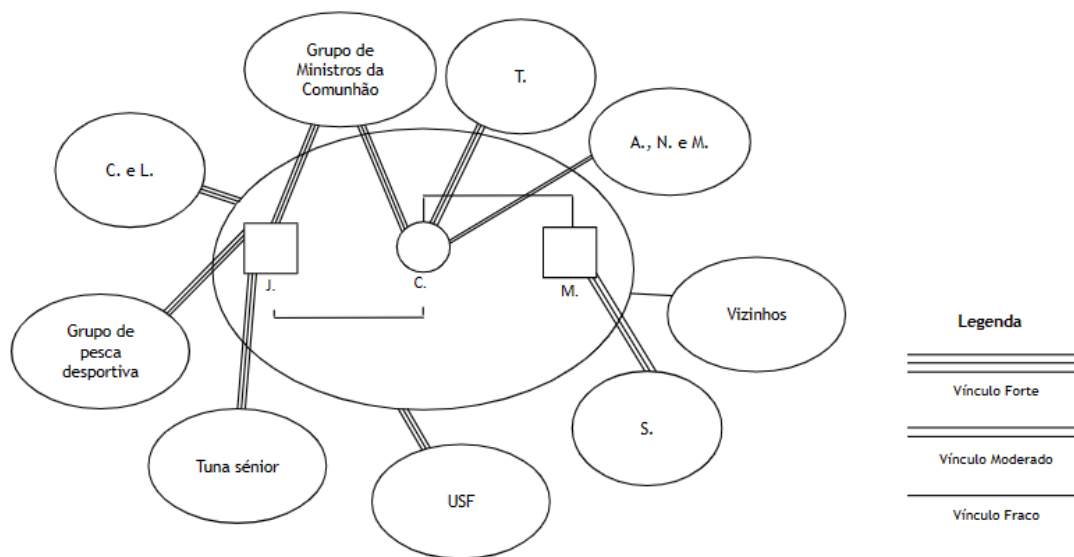 Grupo de
Ministros da
Comunhão
T.
A., N. e M.
C. e L.
J.
C.
M.
Vizinhos
Grupo de
pesca
desportiva
S.
Tuna sénior
USF
Legenda
Vínculo Forte
Vínculo Moderado
Vínculo Fraco